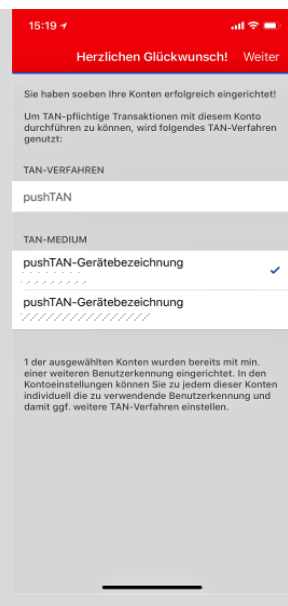 15:19
Herzlichen Glückwunsch! Weiter
Sie haben soeben Ihre Konten erfolgreich eingerichtet!
Um TAN-pflichtige Transaktionen mit diesem Konto
durchführen zu können, wird folgendes TAN-Verfahren
genutzt:
TAN-VERFAHREN
pushTAN
TAN-MEDIUM
pushTAN-Gerätebezeichnung
pushTAN-Gerätebezeichnung
1 der ausgewählten Konten wurden bereits mit min.
einer weiteren Benutzerkennung eingerichtet. In den
Kontoeinstellungen können Sie zu jedem dieser Konten
individuell die zu verwendende Benutzerkennung und
damit ggf. weitere TAN-Verfahren einstellen.